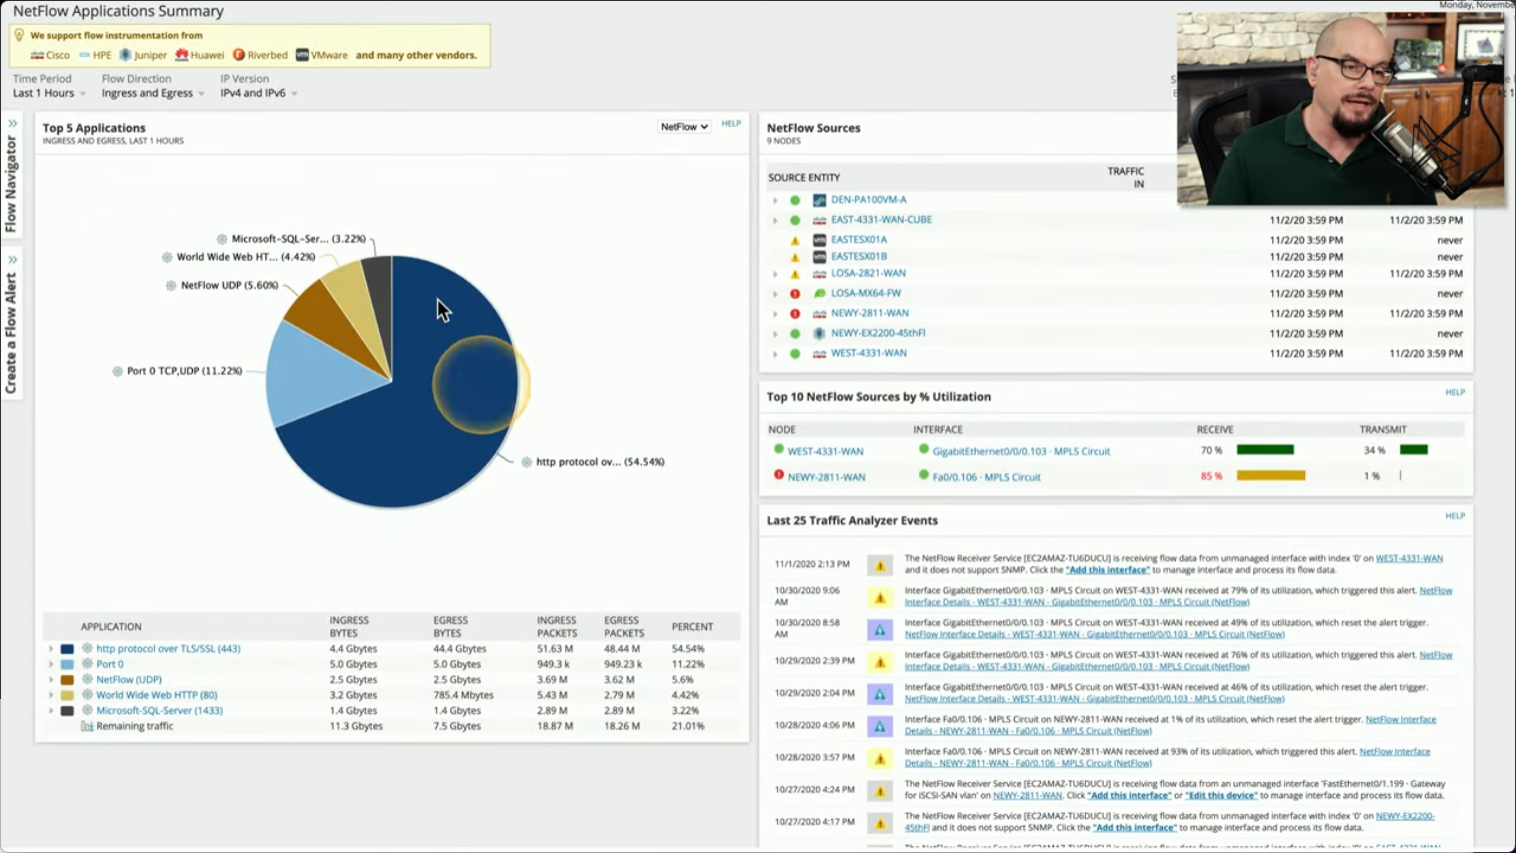 NetFlow Applications Summary
Monday, Novembe
We support flow instrumentation from
Cisco HPE Juniper Huawei Riverbed VMware and many other vendors.
Time Period Flow Direction IP Version
Last 1 Hours Ingress and Egress IPv4 and IPv6
Flow Navigator
Create a Flow Alert
Top 5 Applications
NetFlow HELP
INGRESS AND EGRESS, LAST 1 HOURS
Microsoft-SQL-Ser... (3.22%)
World Wide Web HT... (4.42%)
NetFlow UDP (5.60%)
Port 0 TCP,UDP (11.22%)
http protocol ov... (54.54%)
APPLICATION INGRESS BYTES EGRESS BYTES INGRESS PACKETS EGRESS PACKETS PERCENT
http protocol over TLS/SSL (443) 4.4 Gbytes 44.4 Gbytes 51.63 M 48.44 M 54.54%
Port 0 5.0 Gbytes 5.0 Gbytes 949.3 k 949.23 k 11.22%
NetFlow (UDP) 2.5 Gbytes 2.5 Gbytes 3.69 M 3.62 M 5.6%
World Wide Web HTTP (80) 3.2 Gbytes 785.4 Mbytes 5.43 M 2.79 M 4.42%
Microsoft-SQL-Server (1433) 1.4 Gbytes 1.4 Gbytes 2.89 M 2.89 M 3.22%
Remaining traffic 11.3 Gbytes 7.5 Gbytes 18.87 M 18.26 M 21.01%
NetFlow Sources
9 NODES
SOURCE ENTITY TRAFFIC IN
DEN-PA100VM-A
EAST-4331-WAN-CUBE 11/2/20 3:59 PM 11/2/20 3:59 PM
EASTESX01A 11/2/20 3:59 PM never
EASTESX01B 11/2/20 3:59 PM never
LOSA-2821-WAN 11/2/20 3:59 PM 11/2/20 3:59 PM
LOSA-MX64-FW 11/2/20 3:59 PM never
NEWY-2811-WAN 11/2/20 3:59 PM 11/2/20 3:59 PM
NEWY-EX2200-45thFl 11/2/20 3:59 PM never
WEST-4331-WAN 11/2/20 3:59 PM 11/2/20 3:59 PM
Top 10 NetFlow Sources by % Utilization HELP
NODE INTERFACE RECEIVE TRANSMIT
WEST-4331-WAN GigabitEthernet0/0/0.103 · MPLS Circuit 70 % 34 %
NEWY-2811-WAN Fa0/0.106 · MPLS Circuit 85 % 1 %
Last 25 Traffic Analyzer Events HELP
11/1/2020 2:13 PM The NetFlow Receiver Service [EC2AMAZ-TU6DUCU] is receiving flow data from unmanaged interface with index '0' on WEST-4331-WAN
and it does not support SNMP. Click the "Add this interface" to manage interface and process its flow data.
10/30/2020 9:06 AM Interface GigabitEthernet0/0/0.103 · MPLS Circuit on WEST-4331-WAN received at 79% of its utilization, which triggered this alert. NetFlow
Interface Details - WEST-4331-WAN - GigabitEthernet0/0/0.103 · MPLS Circuit (NetFlow)
10/30/2020 8:58 AM Interface GigabitEthernet0/0/0.103 · MPLS Circuit on WEST-4331-WAN received at 49% of its utilization, which reset the alert trigger.
NetFlow Interface Details - WEST-4331-WAN - GigabitEthernet0/0/0.103 · MPLS Circuit (NetFlow)
10/29/2020 2:39 PM Interface GigabitEthernet0/0/0.103 · MPLS Circuit on WEST-4331-WAN received at 76% of its utilization, which triggered this alert. NetFlow
Interface Details - WEST-4331-WAN - GigabitEthernet0/0/0.103 · MPLS Circuit (NetFlow)
10/29/2020 2:04 PM Interface GigabitEthernet0/0/0.103 · MPLS Circuit on WEST-4331-WAN received at 46% of its utilization, which reset the alert trigger.
NetFlow Interface Details - WEST-4331-WAN - GigabitEthernet0/0/0.103 · MPLS Circuit (NetFlow)
10/28/2020 4:06 PM Interface Fa0/0.106 · MPLS Circuit on NEWY-2811-WAN received at 1% of its utilization, which reset the alert trigger. NetFlow Interface
Details - NEWY-2811-WAN - Fa0/0.106 · MPLS Circuit (NetFlow)
10/28/2020 3:57 PM Interface Fa0/0.106 · MPLS Circuit on NEWY-2811-WAN received at 93% of its utilization, which triggered this alert. NetFlow Interface
Details - NEWY-2811-WAN - Fa0/0.106 · MPLS Circuit (NetFlow)
10/27/2020 4:24 PM The NetFlow Receiver Service [EC2AMAZ-TU6DUCU] is receiving flow data from an unmanaged interface 'FastEthernet0/1.199 · Gateway
for iSCSI-SAN vlan' on NEWY-2811-WAN. Click "Add this interface" or "Edit this device" to manage interface and process its flow data.
10/27/2020 4:17 PM The NetFlow Receiver Service [EC2AMAZ-TU6DUCU] is receiving flow data from unmanaged interface with index '0' on NEWY-EX2200-
45thFl and it does not support SNMP. Click the "Add this interface" to manage interface and process its flow data.